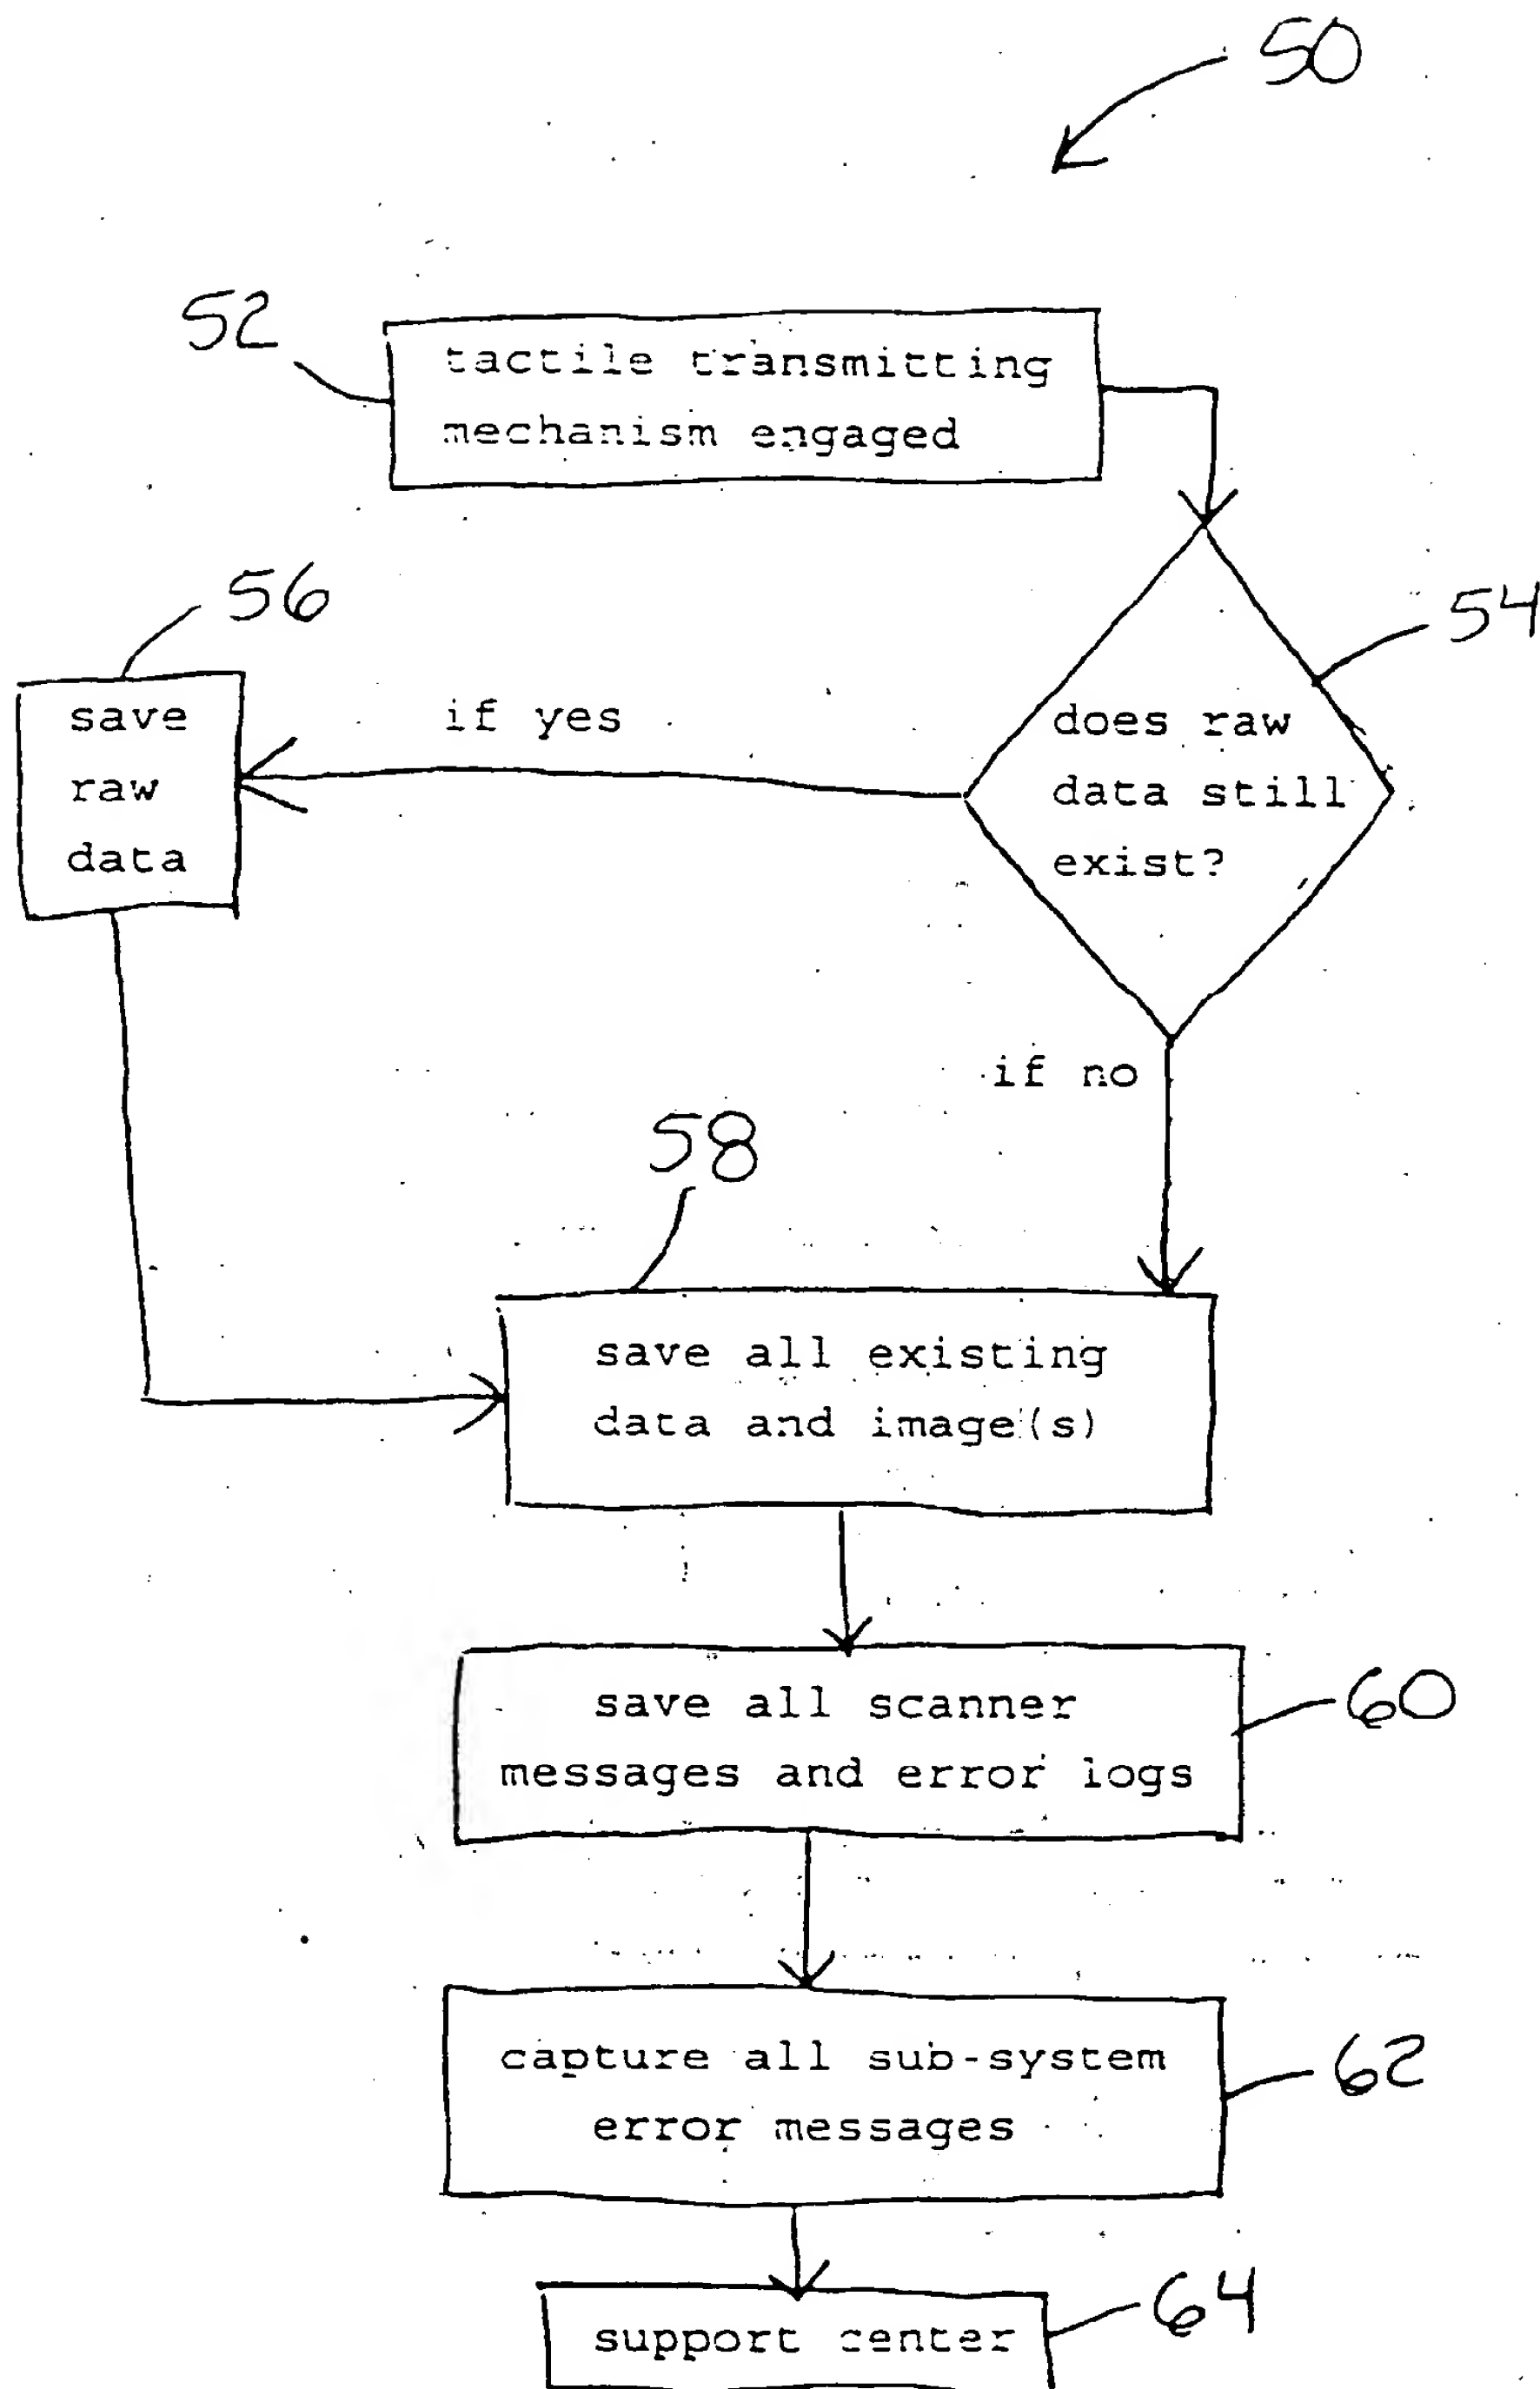 50
52
tactile transmitting
mechanism engaged
56
54
save
raw
data
if yes
does raw
data still
exist?
if no
58
save all existing
data and image(s)
save all scanner
messages and error logs
60
capture all sub-system
error messages
62
support center
64